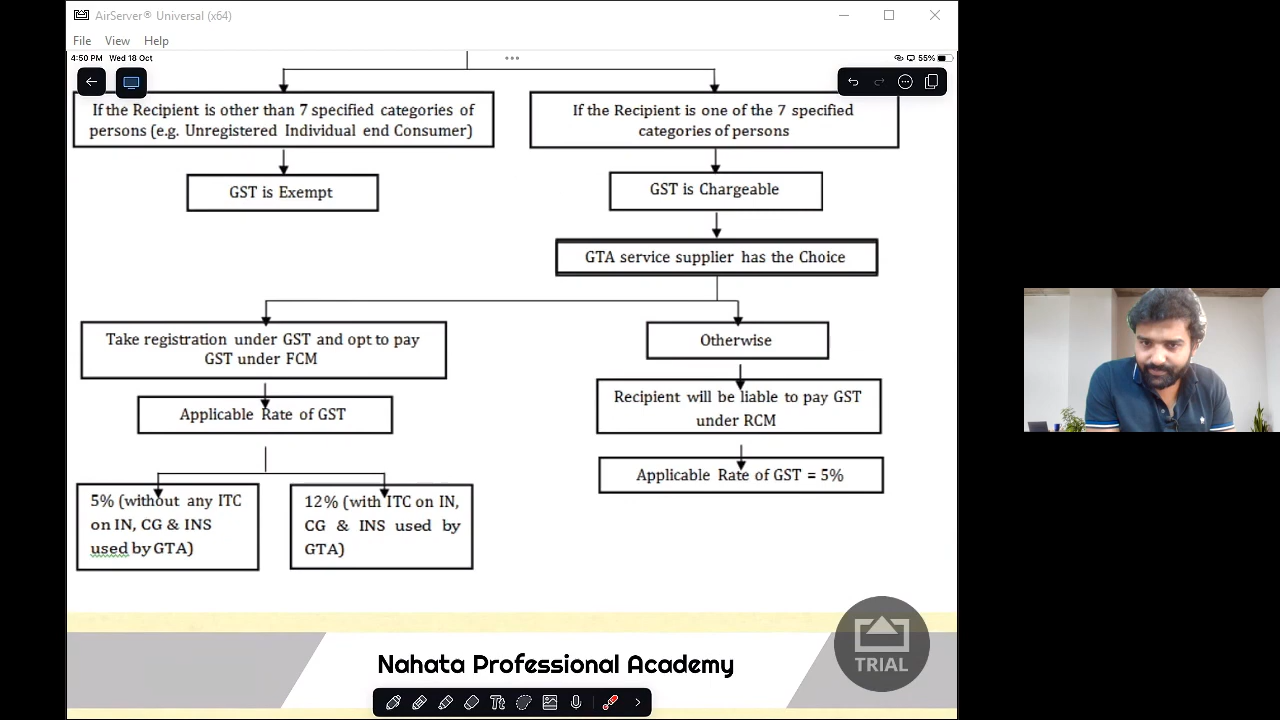 AirServer® Universal (x64)
File View Help
4:50 PM Wed 18 Oct
55%
If the Recipient is other than 7 specified categories of
persons (e.g. Unregistered Individual end Consumer)
If the Recipient is one of the 7 specified
categories of persons
GST is Exempt
GST is Chargeable
GTA service supplier has the Choice
Take registration under GST and opt to pay
GST under FCM
Otherwise
Applicable Rate of GST
Recipient will be liable to pay GST
under RCM
5% (without any ITC
on IN, CG & INS
used by GTA)
12% (with ITC on IN,
CG & INS used by
GTA)
Applicable Rate of GST = 5%
TRIAL
Nahata Professional Academy